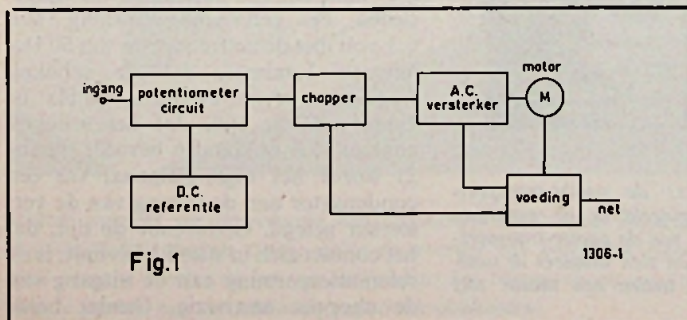 motor
ingang
potentiometer
circuit
chopper
A.C.
versterker
M
D.C.
referentie
voeding
net
Fig.1
1306-1